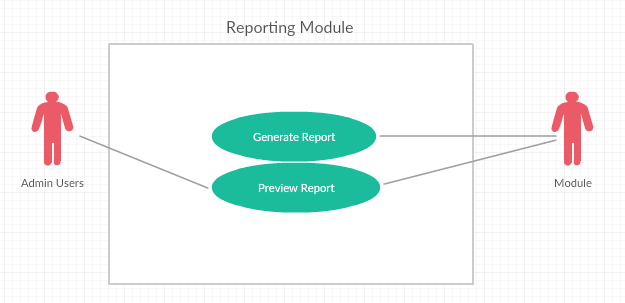 Reporting Module
Generate Report
Preview Report
Admin Users
Module